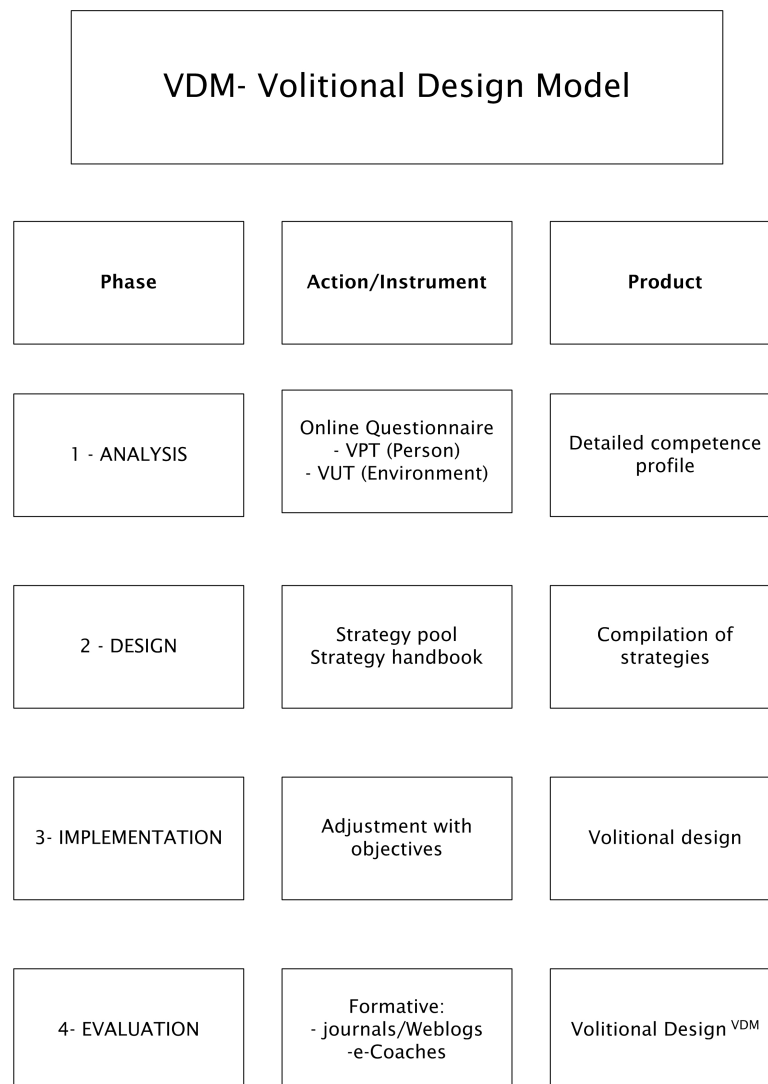 VDM- Volitional Design Model
Phase
Action/Instrument
Product
1 - ANALYSIS
Online Questionnaire
- VPT (Person)
- VUT (Environment)
Detailed competence
profile
2 - DESIGN
Strategy pool
Strategy handbook
Compilation of
strategies
3- IMPLEMENTATION
Adjustment with
objectives
Volitional design
4- EVALUATION
Formative:
- journals/Weblogs
-e-Coaches
Volitional Design VDM